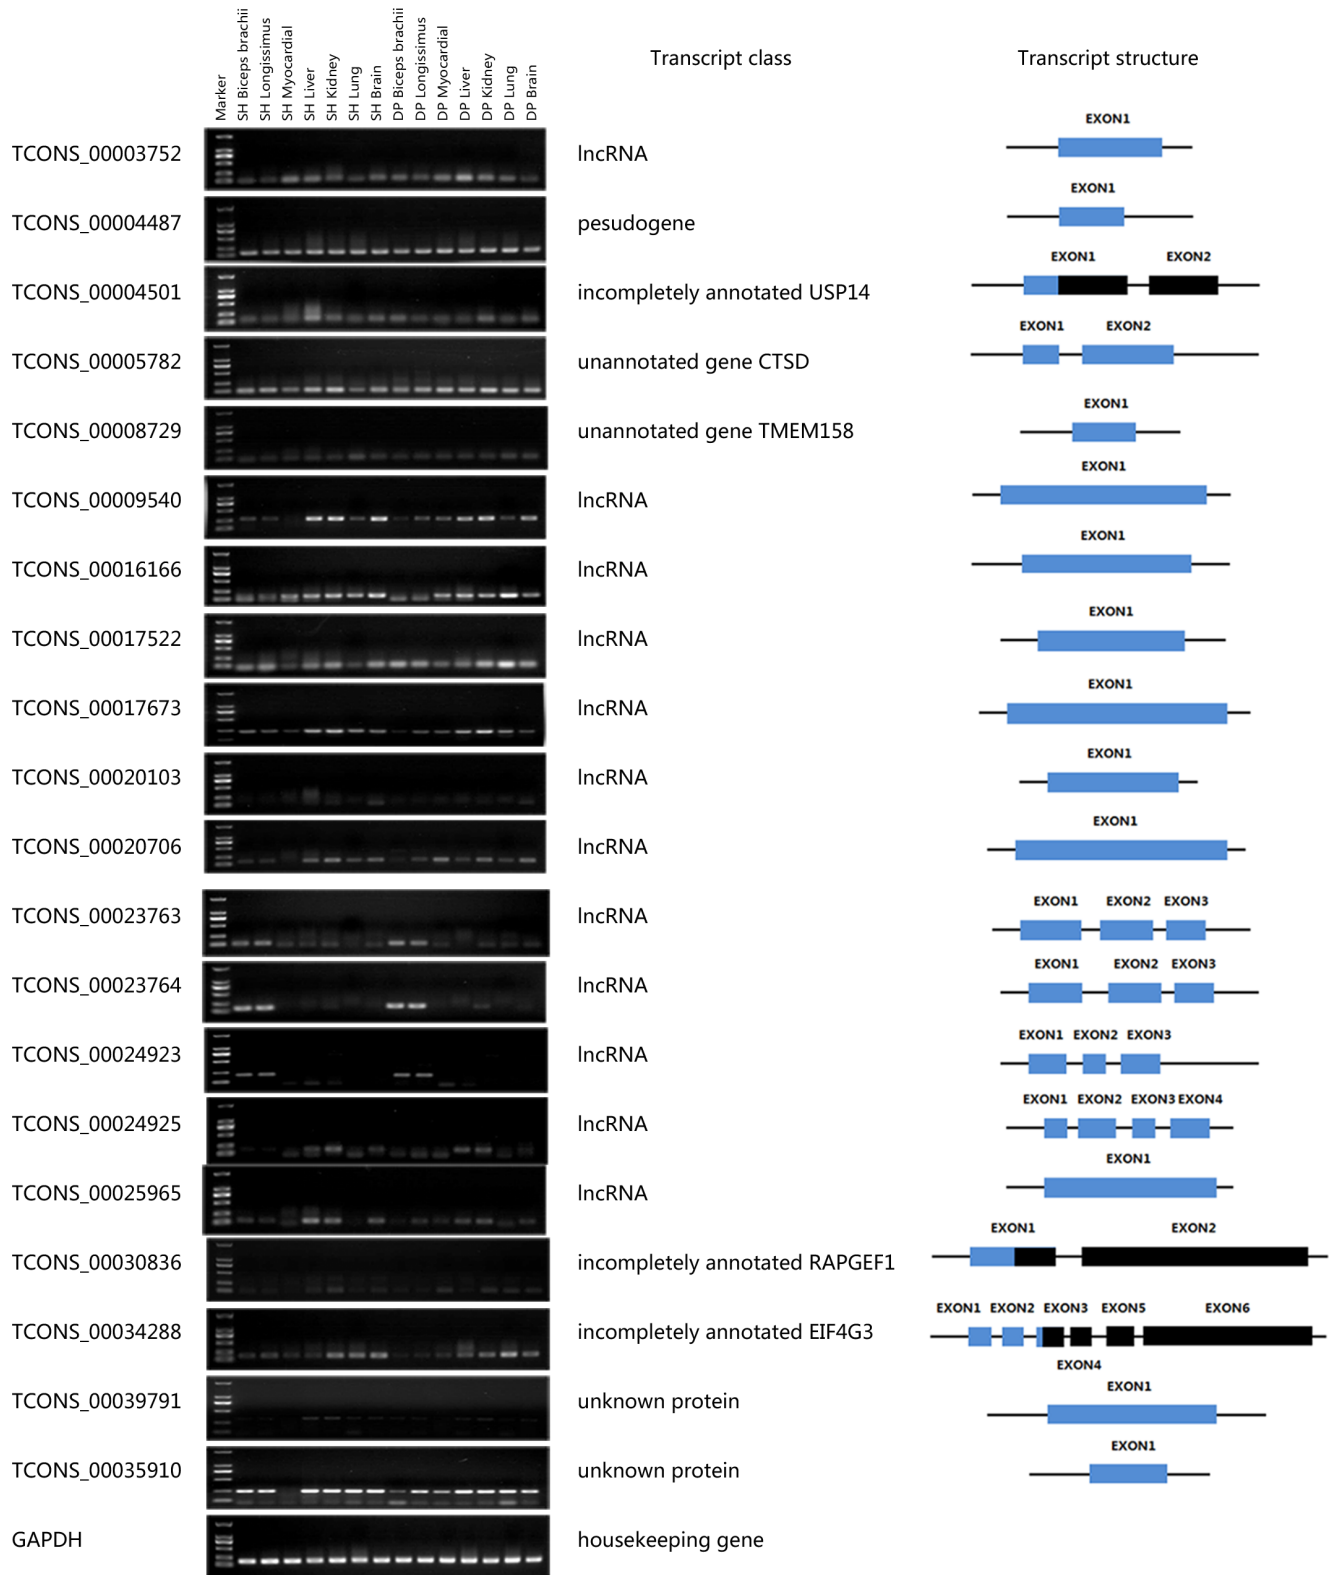 Marker
SH Biceps brachii
SH Longissimus
SH Myocardial
SH Liver
SH Kidney
SH Lung
SH Brain
DP Biceps brachii
DP Longissimus
DP Myocardial
DP Liver
DP Kidney
DP Lung
DP Brain
Transcript class
Transcript structure
EXON1
TCONS_00003752 lncRNA
EXON1
TCONS_00004487 pesudogene
EXON1 EXON2
TCONS_00004501 incompletely annotated USP14
EXON1 EXON2
TCONS_00005782 unannotated gene CTSD
EXON1
TCONS_00008729 unannotated gene TMEM158
EXON1
TCONS_00009540 lncRNA
EXON1
TCONS_00016166 lncRNA
EXON1
TCONS_00017522 lncRNA
EXON1
TCONS_00017673 lncRNA
EXON1
TCONS_00020103 lncRNA
EXON1
TCONS_00020706 lncRNA
EXON1 EXON2 EXON3
TCONS_00023763 lncRNA
EXON1 EXON2 EXON3
TCONS_00023764 lncRNA
EXON1 EXON2 EXON3
TCONS_00024923 lncRNA
EXON1 EXON2 EXON3 EXON4
TCONS_00024925 lncRNA
EXON1
TCONS_00025965 lncRNA
EXON1 EXON2
TCONS_00030836 incompletely annotated RAPGEF1
EXON1 EXON2 EXON3 EXON5 EXON6
TCONS_00034288 incompletely annotated EIF4G3
EXON4
EXON1
TCONS_00039791 unknown protein
EXON1
TCONS_00035910 unknown protein
GAPDH housekeeping gene